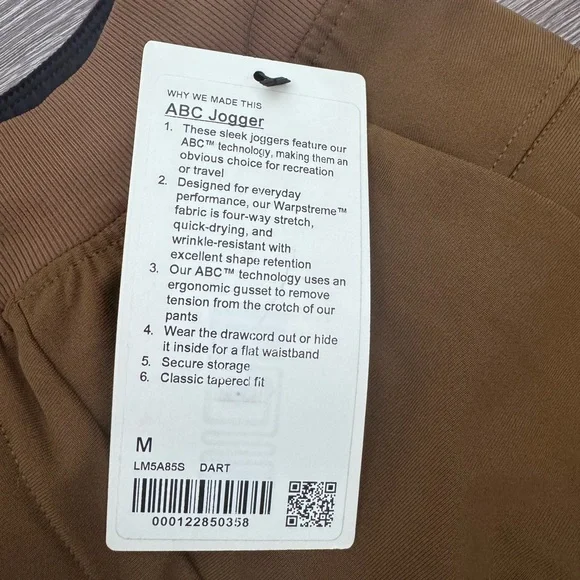 WHY WE MADE THIS
ABC Jogger
1. These sleek joggers feature our
ABC™ technology, making them an
obvious choice for recreation
or travel
2. Designed for everyday
performance, our Warpstreme™
fabric is four-way stretch,
quick-drying, and
wrinkle-resistant with
excellent shape retention
3. Our ABC™ technology uses an
ergonomic gusset to remove
tension from the crotch of our
pants
4. Wear the drawcord out or hide
it inside for a flat waistband
5. Secure storage
6. Classic tapered fit
M
LM5A85S DART
000122850358